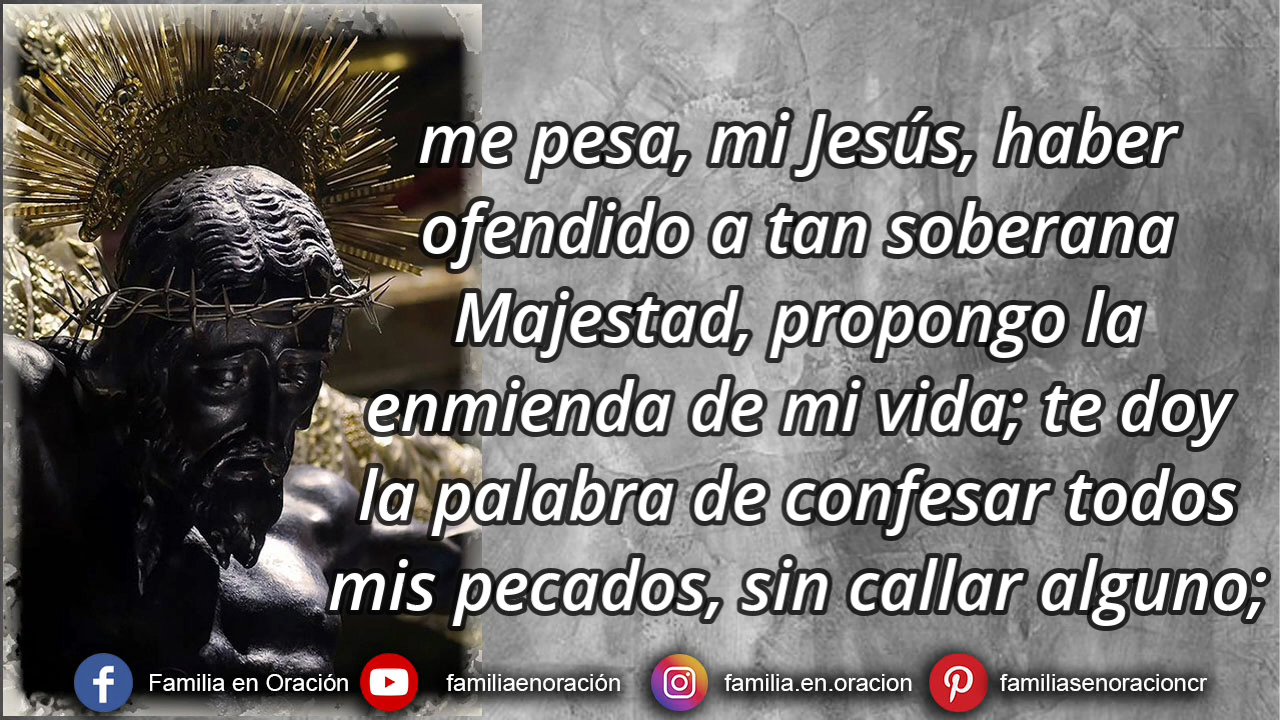 me pesa, mi Jesús, haber
ofendido a tan soberana
Majestad, propongo la
enmienda de mi vida; te doy
la palabra de confesar todos
mis pecados, sin callar alguno;
Familia en Oración familiaenoración familia.en.oracion familiasenoracioncr